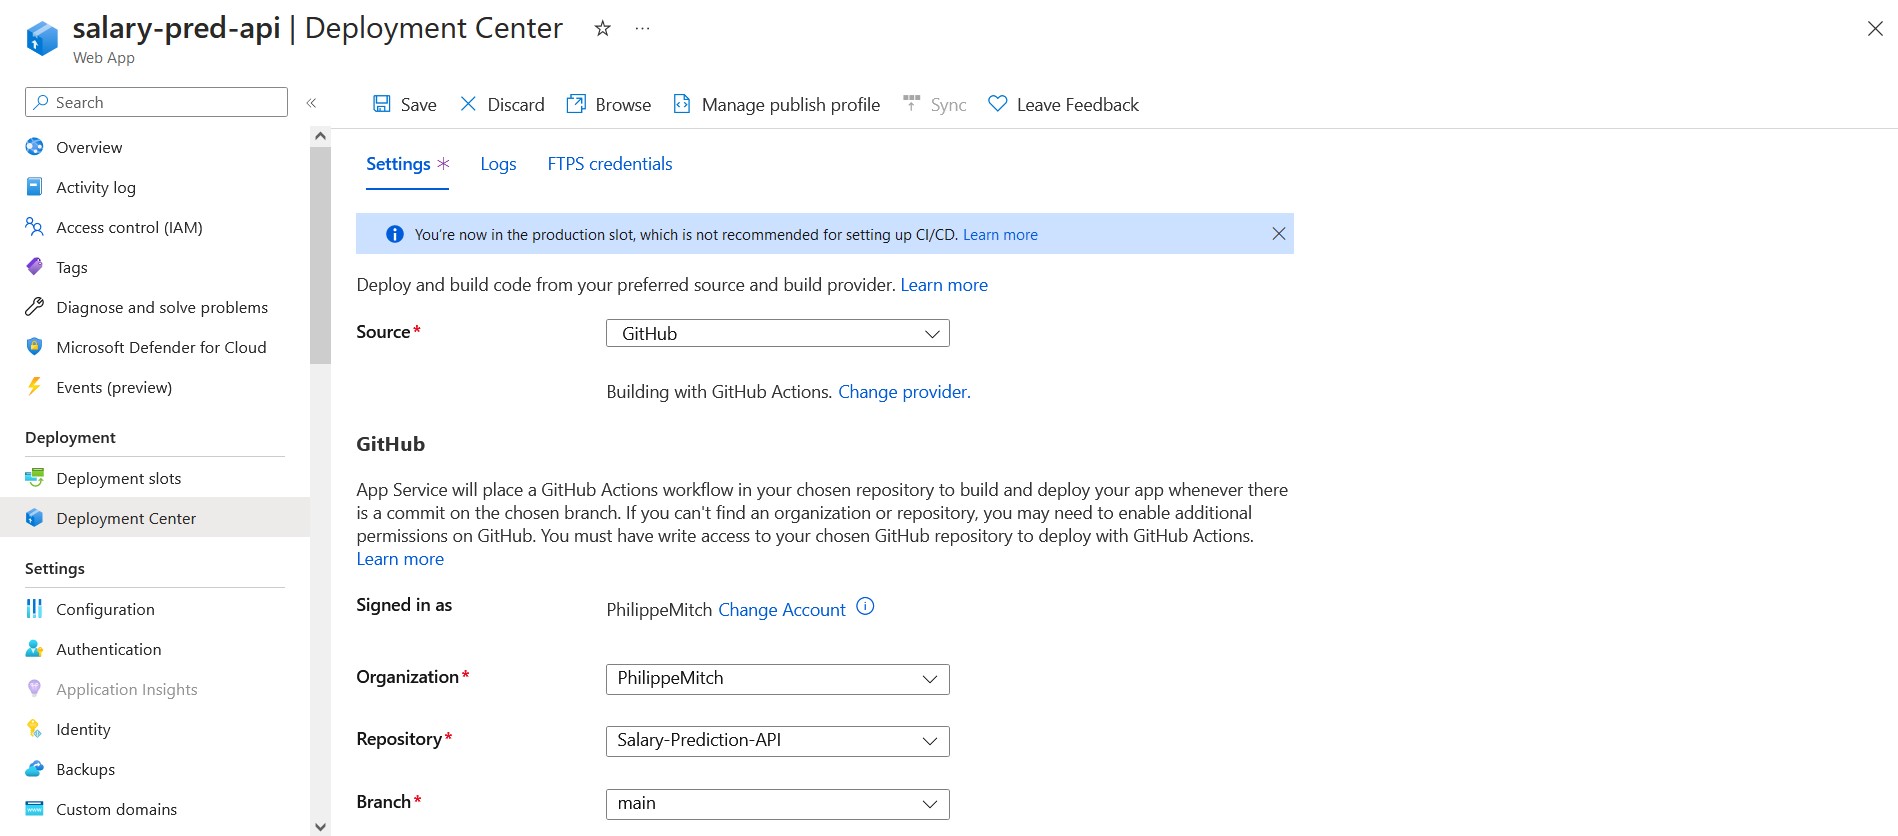 salary-pred-api | Deployment Center
Web App
Search
Overview
Activity log
Access control (IAM)
Tags
Diagnose and solve problems
Microsoft Defender for Cloud
Events (preview)
Deployment
Deployment slots
Deployment Center
Settings
Configuration
Authentication
Application Insights
Identity
Backups
Custom domains
Save Discard Browse Manage publish profile Sync Leave Feedback
Settings Logs FTPS credentials
You're now in the production slot, which is not recommended for setting up CI/CD. Learn more
Deploy and build code from your preferred source and build provider. Learn more
Source* GitHub
Building with GitHub Actions. Change provider.
GitHub
App Service will place a GitHub Actions workflow in your chosen repository to build and deploy your app whenever there
is a commit on the chosen branch. If you can't find an organization or repository, you may need to enable additional
permissions on GitHub. You must have write access to your chosen GitHub repository to deploy with GitHub Actions.
Learn more
Signed in as PhilippeMitch Change Account
Organization* PhilippeMitch
Repository* Salary-Prediction-API
Branch* main